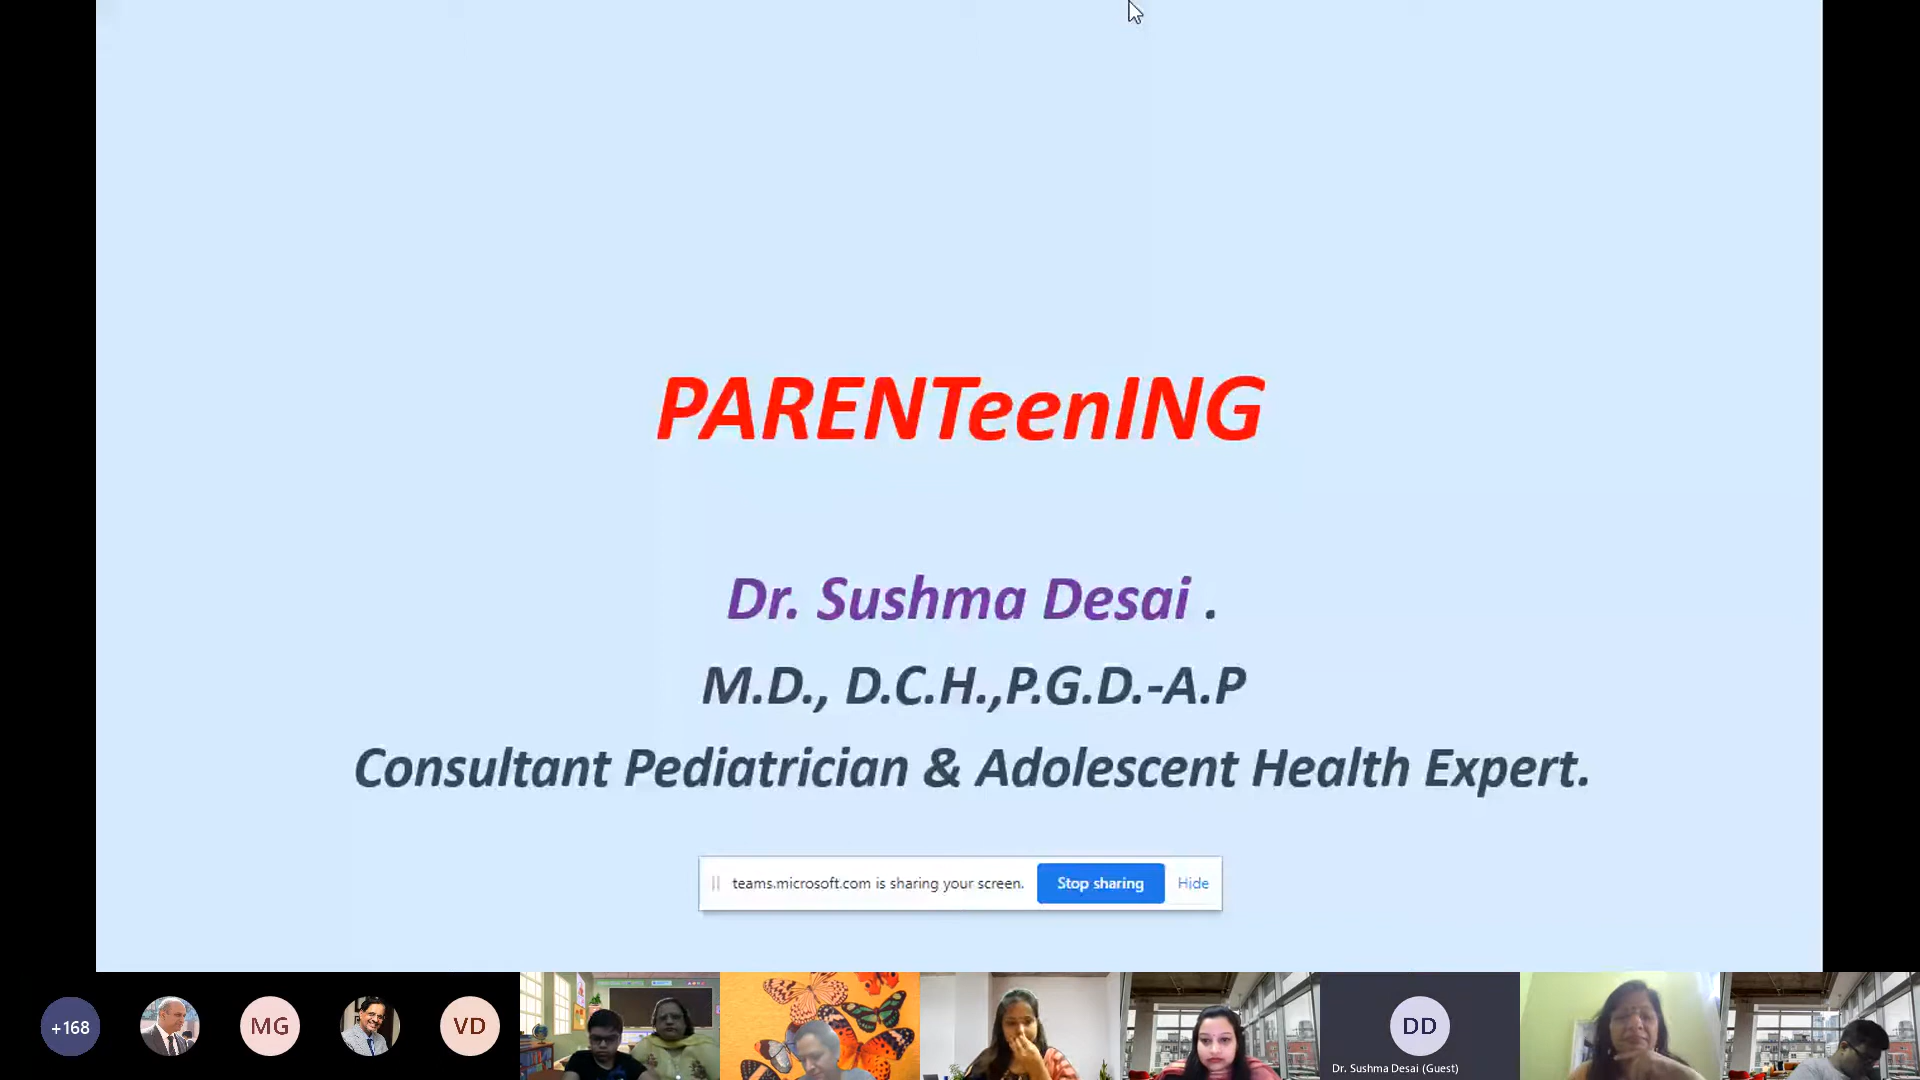 PARENTeenING
Dr. Sushma Desai .
M.D., D.C.H.,P.G.D.-A.P
Consultant Pediatrician & Adolescent Health Expert.
teams.microsoft.com is sharing your screen.
Stop sharing
Hide
+168
MG
VD
DD
Dr. Sushma Desai (Guest)